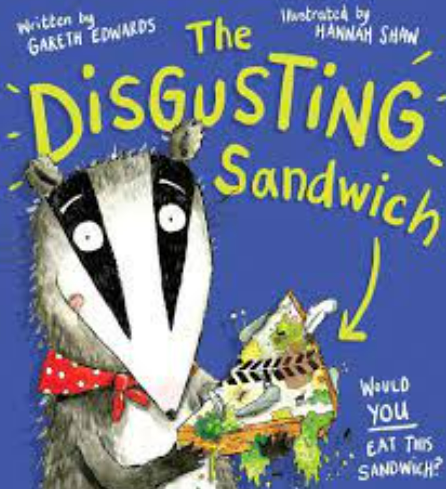 Written by
GARETH EDWARDS
Illustrated by
HANNAH SHAW
The
DISGUSTING
Sandwich
WOULD
YOU
EAT THIS
SANDWICH?